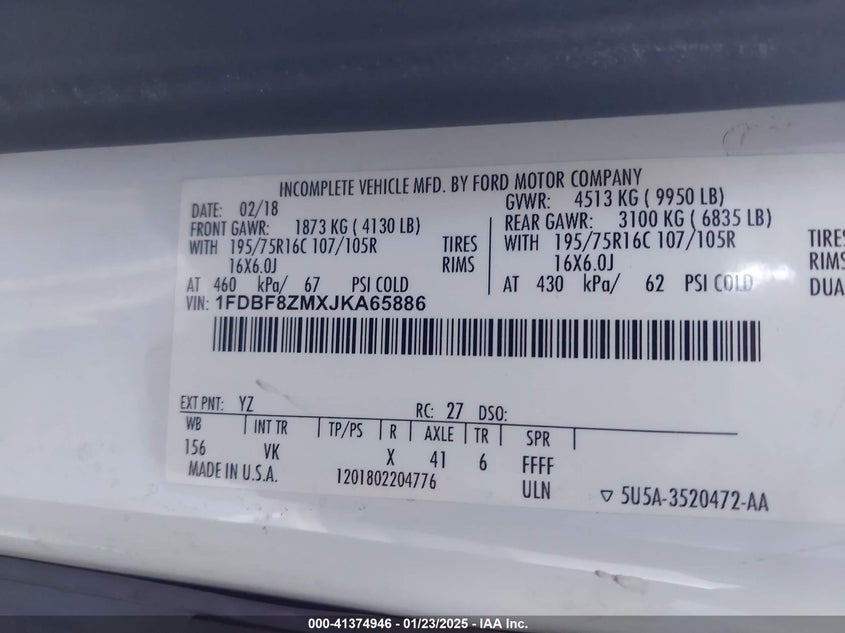 INCOMPLETE VEHICLE MFD. BY FORD MOTOR COMPANY
DATE: 02/18 GVWR: 4513 KG ( 9950 LB)
FRONT GAWR: 1873 KG ( 4130 LB) REAR GAWR: 3100 KG ( 6835 LB)
WITH 195/75R16C 107/105R TIRES WITH 195/75R16C 107/105R TIRES
16X6.0J RIMS 16X6.0J RIMS
AT 460 kPa/ 67 PSI COLD AT 430 kPa/ 62 PSI COLD DUA
VIN: 1FDBF8ZMXJKA65886
EXT PNT: YZ RC: 27 DSO:
WB INT TR TP/PS R AXLE TR SPR
156 VK X 41 6 FFFF
MADE IN U.S.A. 1201802204776 ULN ▽ 5U5A-3520472-AA
000-41374946 - 01/23/2025 - IAA Inc.